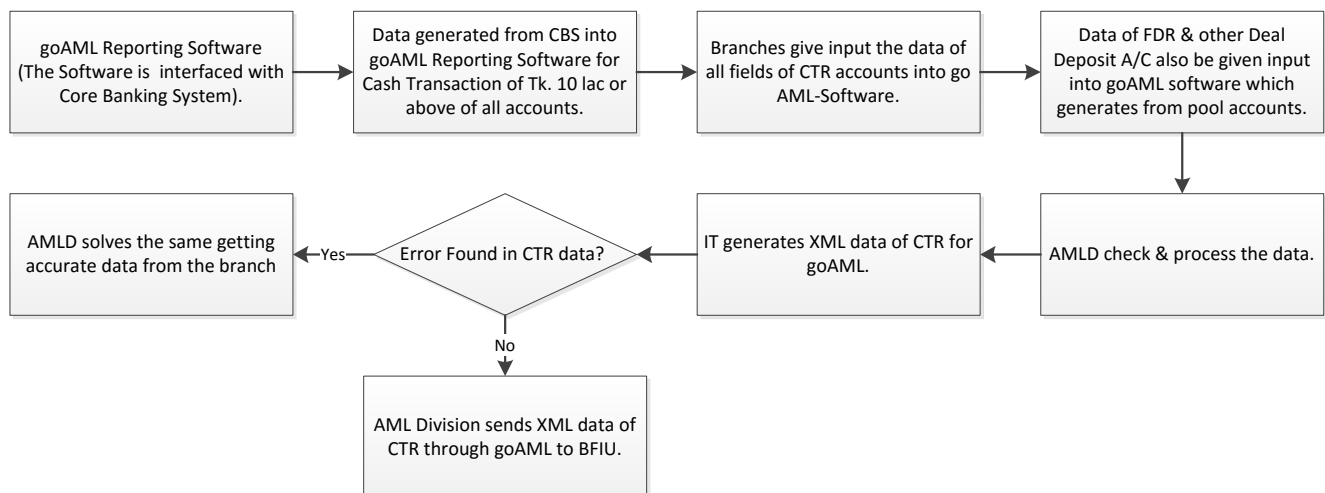 goAML Reporting Software
(The Software is interfaced with
Core Banking System).
Data generated from CBS into
goAML Reporting Software for
Cash Transaction of Tk. 10 lac or
above of all accounts.
Branches give input the data of
all fields of CTR accounts into go
AML-Software.
Data of FDR & other Deal
Deposit A/C also be given input
into goAML software which
generates from pool accounts.
AMLD check & process the data.
IT generates XML data of CTR for
goAML.
Error Found in CTR data?
Yes
AMLD solves the same getting
accurate data from the branch
No
AML Division sends XML data of
CTR through goAML to BFIU.